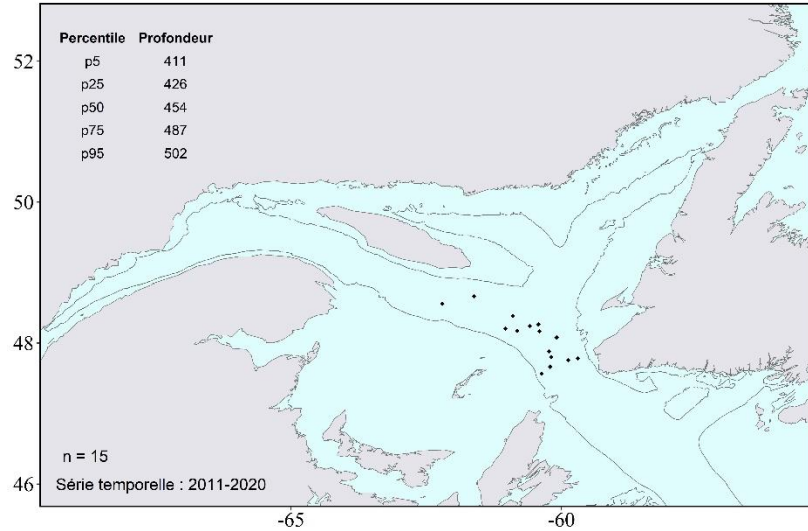 Percentile Profondeur
p5 411
p25 426
p50 454
p75 487
p95 502
52
50
48
46
n = 15
Série temporelle : 2011-2020
-65 -60